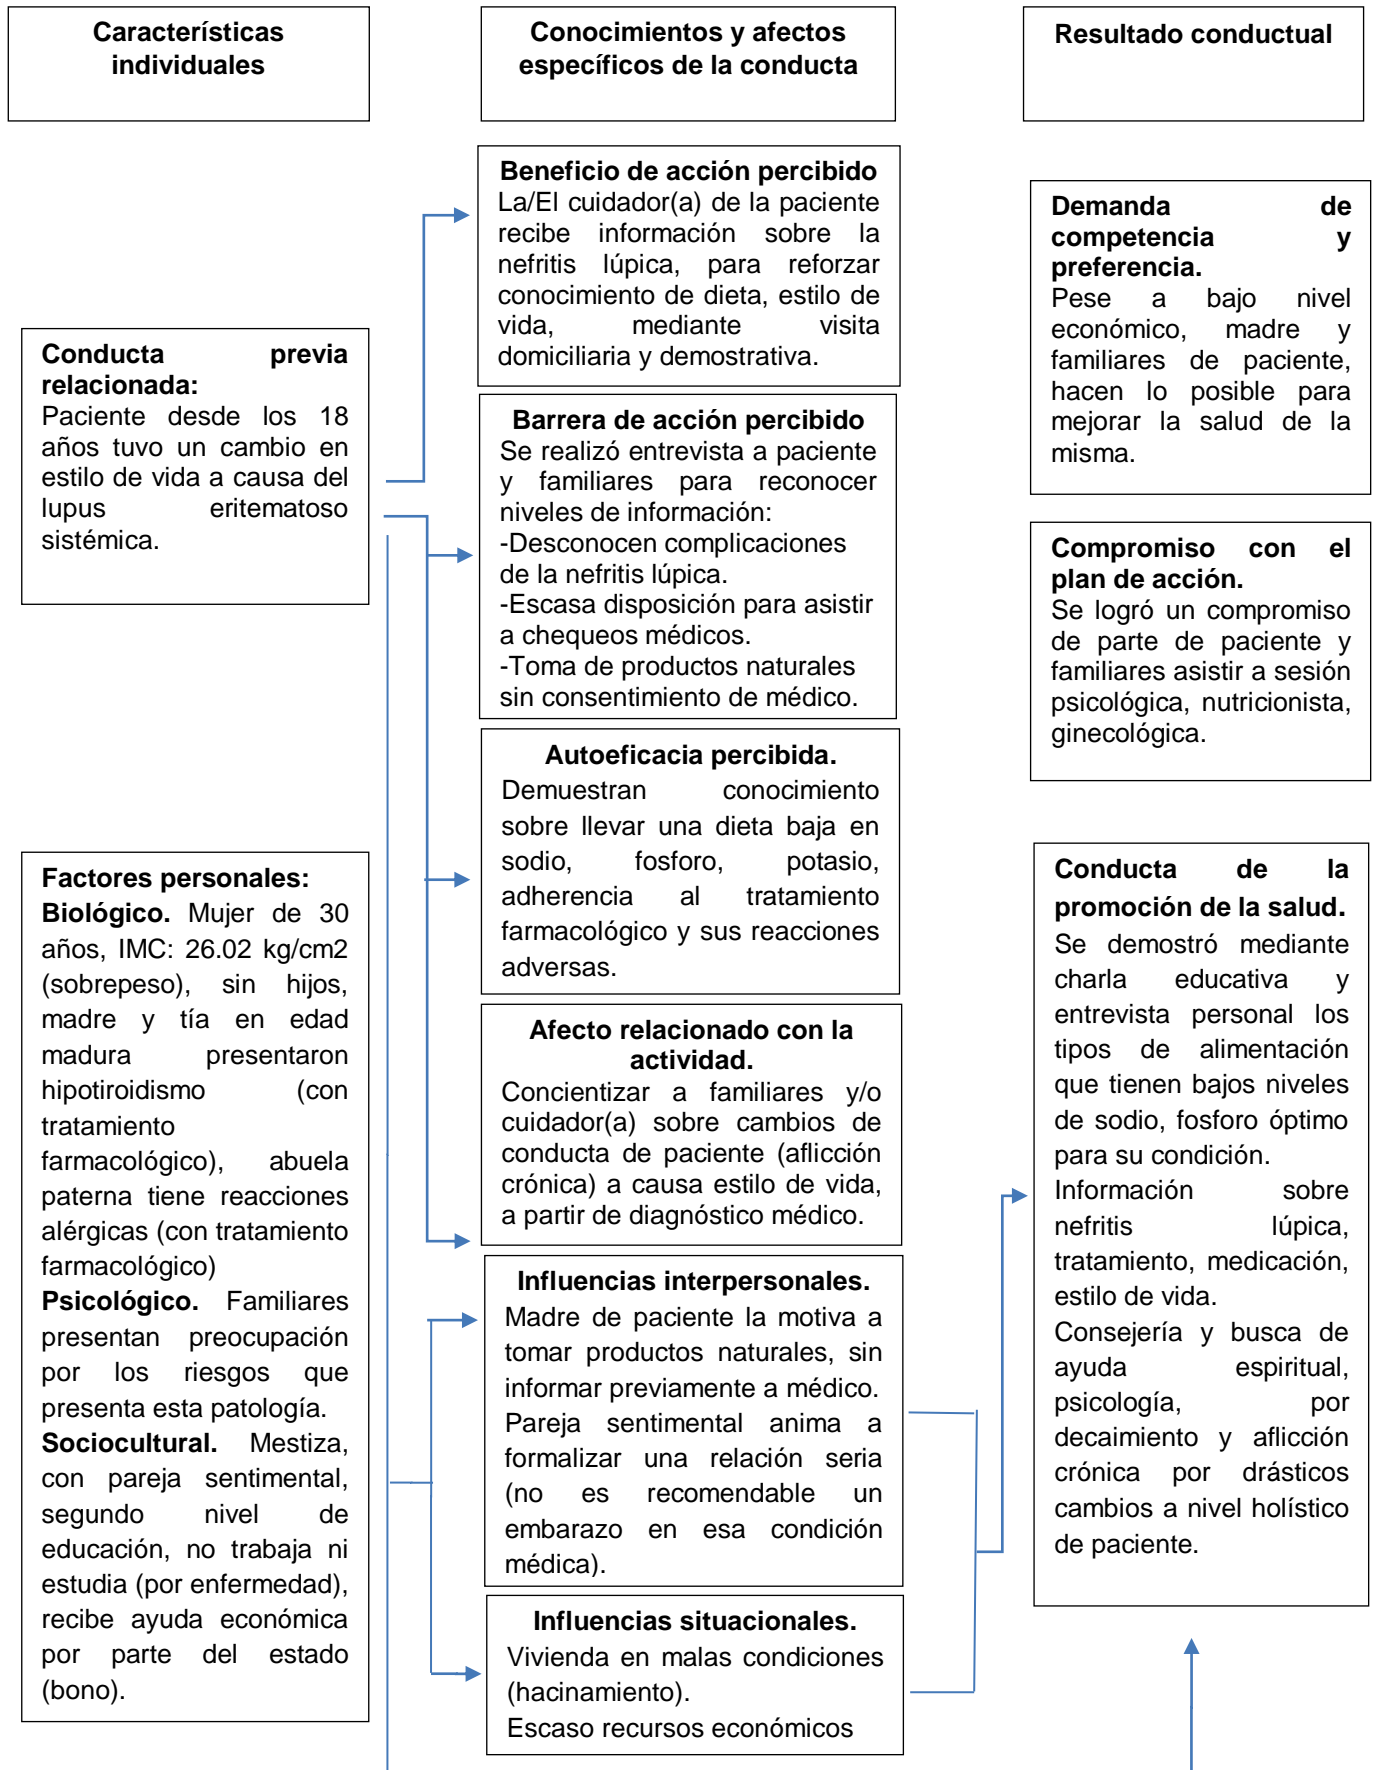 Características
individuales
Conocimientos y afectos
específicos de la conducta
Resultado conductual
Conducta previa
relacionada:
Paciente desde los 18
años tuvo un cambio en
estilo de vida a causa del
lupus eritematoso
sistémica.
Factores personales:
Biológico. Mujer de 30
años, IMC: 26.02 kg/cm2
(sobrepeso), sin hijos,
madre y tía en edad
madura presentaron
hipotiroidismo (con
tratamiento
farmacológico), abuela
paterna tiene reacciones
alérgicas (con tratamiento
farmacológico)
Psicológico. Familiares
presentan preocupación
por los riesgos que
presenta esta patología.
Sociocultural. Mestiza,
con pareja sentimental,
segundo nivel de
educación, no trabaja ni
estudia (por enfermedad),
recibe ayuda económica
por parte del estado
(bono).
Beneficio de acción percibido
La/El cuidador(a) de la paciente
recibe información sobre la
nefritis lúpica, para reforzar
conocimiento de dieta, estilo de
vida, mediante visita
domiciliaria y demostrativa.
Barrera de acción percibido
Se realizó entrevista a paciente
y familiares para reconocer
niveles de información:
-Desconocen complicaciones
de la nefritis lúpica.
-Escasa disposición para asistir
a chequeos médicos.
-Toma de productos naturales
sin consentimiento de médico.
Autoeficacia percibida.
Demuestran conocimiento
sobre llevar una dieta baja en
sodio, fosforo, potasio,
adherencia al tratamiento
farmacológico y sus reacciones
adversas.
Afecto relacionado con la
actividad.
Concientizar a familiares y/o
cuidador(a) sobre cambios de
conducta de paciente (aflicción
crónica) a causa estilo de vida,
a partir de diagnóstico médico.
Influencias interpersonales.
Madre de paciente la motiva a
tomar productos naturales, sin
informar previamente a médico.
Pareja sentimental anima a
formalizar una relación seria
(no es recomendable un
embarazo en esa condición
médica).
Influencias situacionales.
Vivienda en malas condiciones
(hacinamiento).
Escaso recursos económicos
Demanda de
competencia y
preferencia.
Pese a bajo nivel
económico, madre y
familiares de paciente,
hacen lo posible para
mejorar la salud de la
misma.
Compromiso con el
plan de acción.
Se logró un compromiso
de parte de paciente y
familiares asistir a sesión
psicológica, nutricionista,
ginecológica.
Conducta de la
promoción de la salud.
Se demostró mediante
charla educativa y
entrevista personal los
tipos de alimentación
que tienen bajos niveles
de sodio, fosforo óptimo
para su condición.
Información sobre
nefritis lúpica,
tratamiento, medicación,
estilo de vida.
Consejería y busca de
ayuda espiritual,
psicología, por
decaimiento y aflicción
crónica por drásticos
cambios a nivel holístico
de paciente.